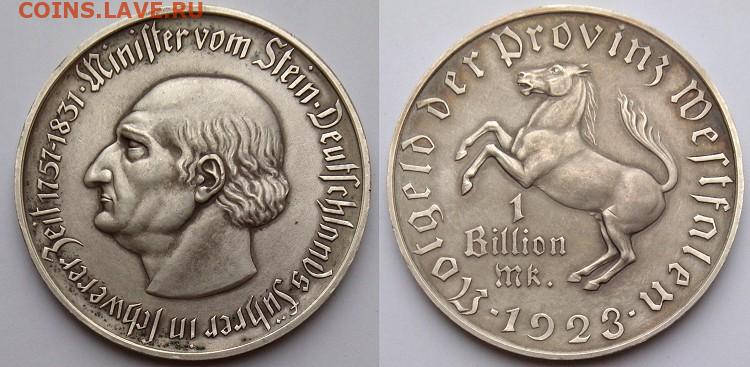 COINS.LAVE.RU
Minister vom Stein · Deutschlands Führer in schwerer Zeit 1757-1831 ·
Notgeld der Provinz Westfalen
1
Billion
Mk.
· 1923 ·